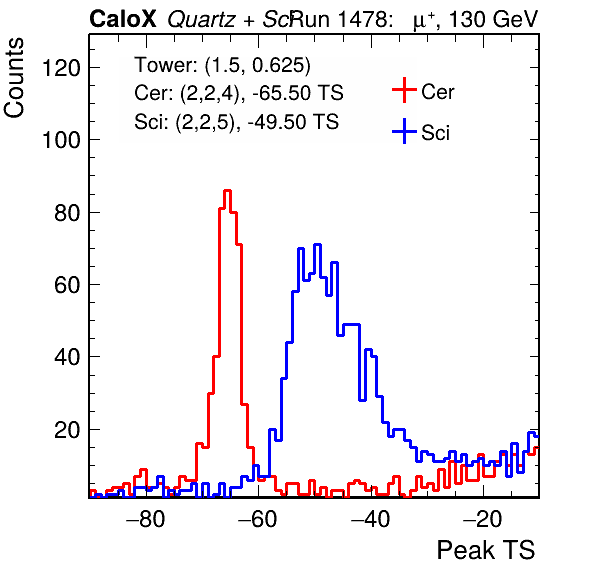 CaloX Quartz + Sci Run 1478: μ⁺, 130 GeV
Counts
Tower: (1.5, 0.625)
Cer: (2,2,4), -65.50 TS
Sci: (2,2,5), -49.50 TS
Cer
Sci
120
100
80
60
40
20
−80 −60 −40 −20
Peak TS